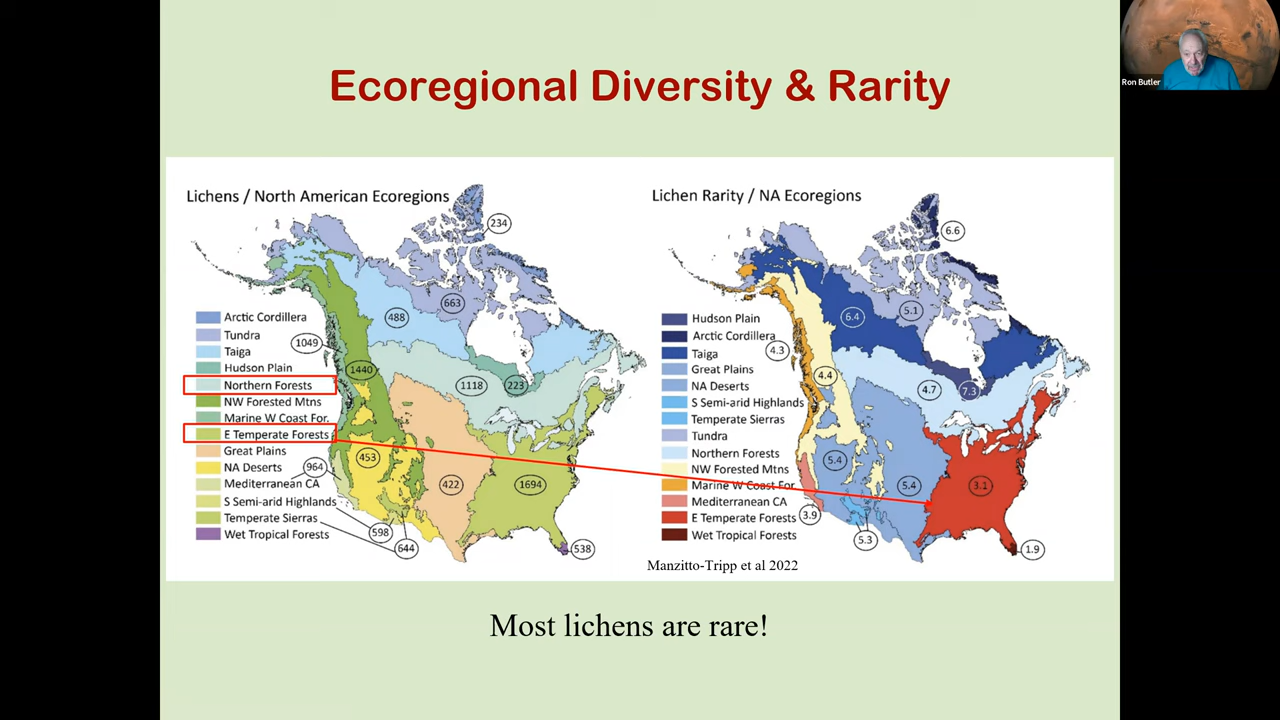 Ecoregional Diversity & Rarity
Ron Butler
Lichens / North American Ecoregions
234
663
488
1049
1440
1118
223
964
453
422
1694
598
644
538
Arctic Cordillera
Tundra
Taiga
Hudson Plain
Northern Forests
NW Forested Mtns
Marine W Coast For.
E Temperate Forests
Great Plains
NA Deserts
Mediterranean CA
S Semi-arid Highlands
Temperate Sierras
Wet Tropical Forests
Lichen Rarity / NA Ecoregions
6.6
5.1
6.4
4.3
4.4
4.7
7.3
5.4
5.4
3.1
3.9
5.3
1.9
Hudson Plain
Arctic Cordillera
Taiga
Great Plains
NA Deserts
S Semi-arid Highlands
Temperate Sierras
Tundra
Northern Forests
NW Forested Mtns
Marine W Coast For
Mediterranean CA
E Temperate Forests
Wet Tropical Forests
Manzitto-Tripp et al 2022
Most lichens are rare!